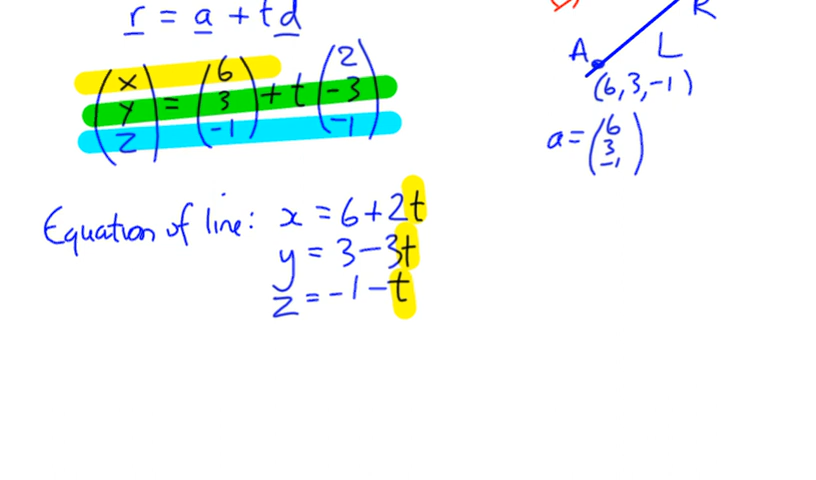 r = a + t d
(x y z) = (6 3 -1) + t (2 -3 -1)
Equation of line: x = 6 + 2t
y = 3 - 3t
z = -1 - t
R
A
L
(6, 3, -1)
a = (6 3 -1)